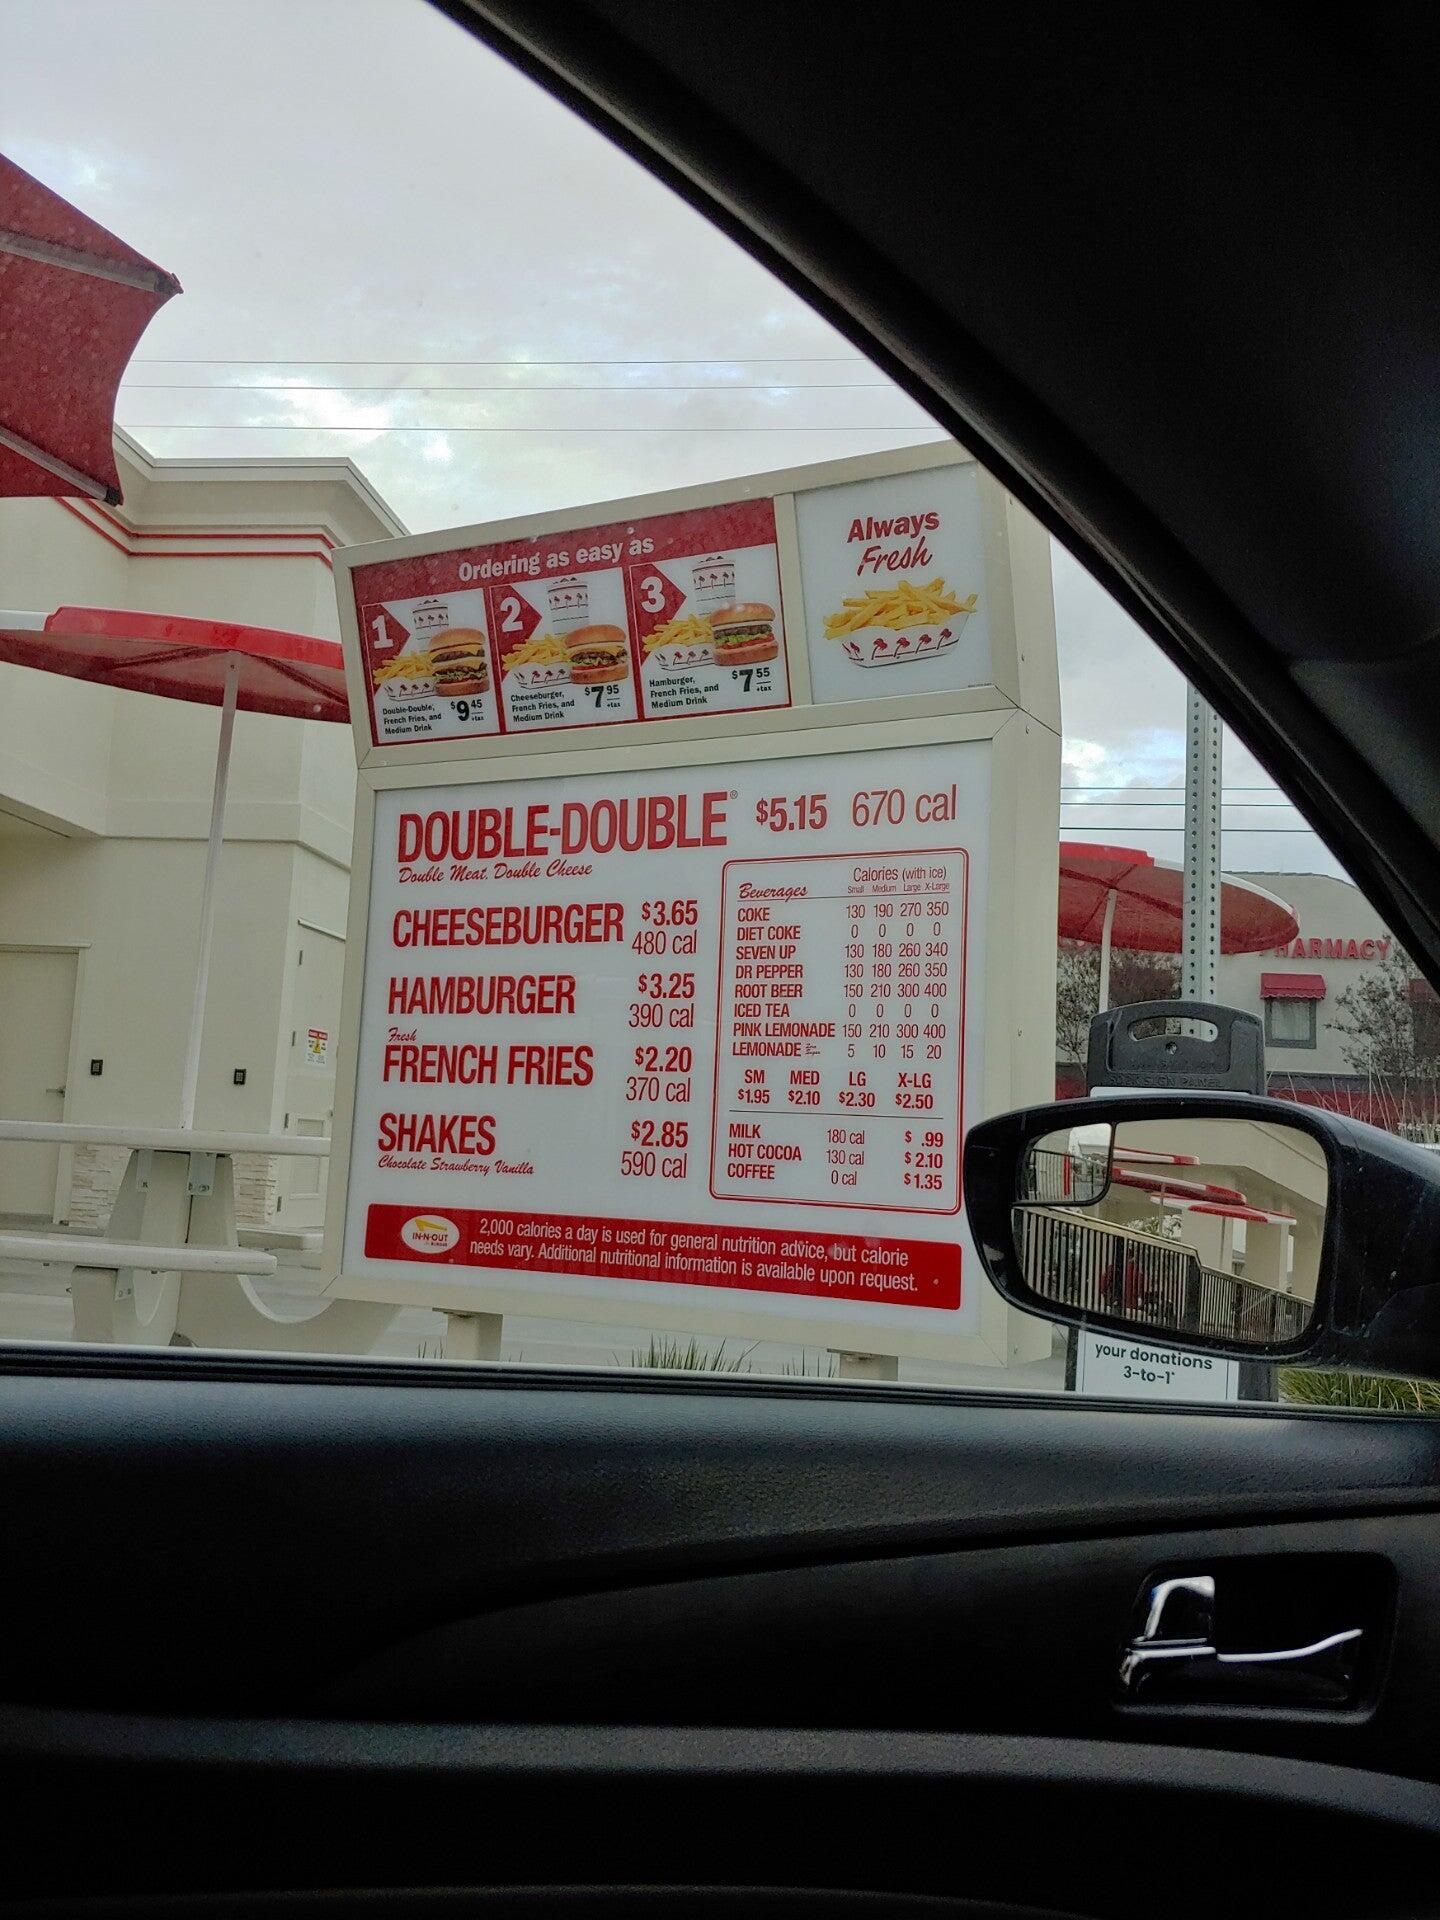 Ordering as easy as
1
Double-Double,
French Fries, and
Medium Drink
$9 45
+tax
2
Cheeseburger,
French Fries, and
Medium Drink
$7 95
+tax
3
Hamburger,
French Fries, and
Medium Drink
$7 55
+tax
Always
Fresh
DOUBLE-DOUBLE® $5.15 670 cal
Double Meat, Double Cheese
CHEESEBURGER $3.65
480 cal
HAMBURGER $3.25
390 cal
Fresh
FRENCH FRIES $2.20
370 cal
SHAKES $2.85
Chocolate Strawberry Vanilla 590 cal
Beverages Calories (with ice)
Small Medium Large X-Large
COKE 130 190 270 350
DIET COKE 0 0 0 0
SEVEN UP 130 180 260 340
DR PEPPER 130 180 260 350
ROOT BEER 150 210 300 400
ICED TEA 0 0 0 0
PINK LEMONADE 150 210 300 400
LEMONADE 5 10 15 20
SM MED LG X-LG
$1.95 $2.10 $2.30 $2.50
MILK 180 cal $ .99
HOT COCOA 130 cal $ 2.10
COFFEE 0 cal $ 1.35
IN-N-OUT
BURGER
2,000 calories a day is used for general nutrition advice, but calorie
needs vary. Additional nutritional information is available upon request.
PHARMACY
your donations
3-to-1*